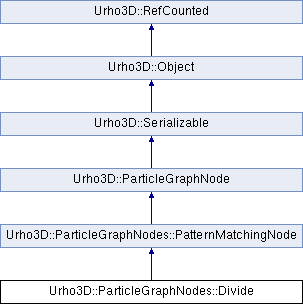 Urho3D::RefCounted
Urho3D::Object
Urho3D::Serializable
Urho3D::ParticleGraphNode
Urho3D::ParticleGraphNodes::PatternMatchingNode
Urho3D::ParticleGraphNodes::Divide